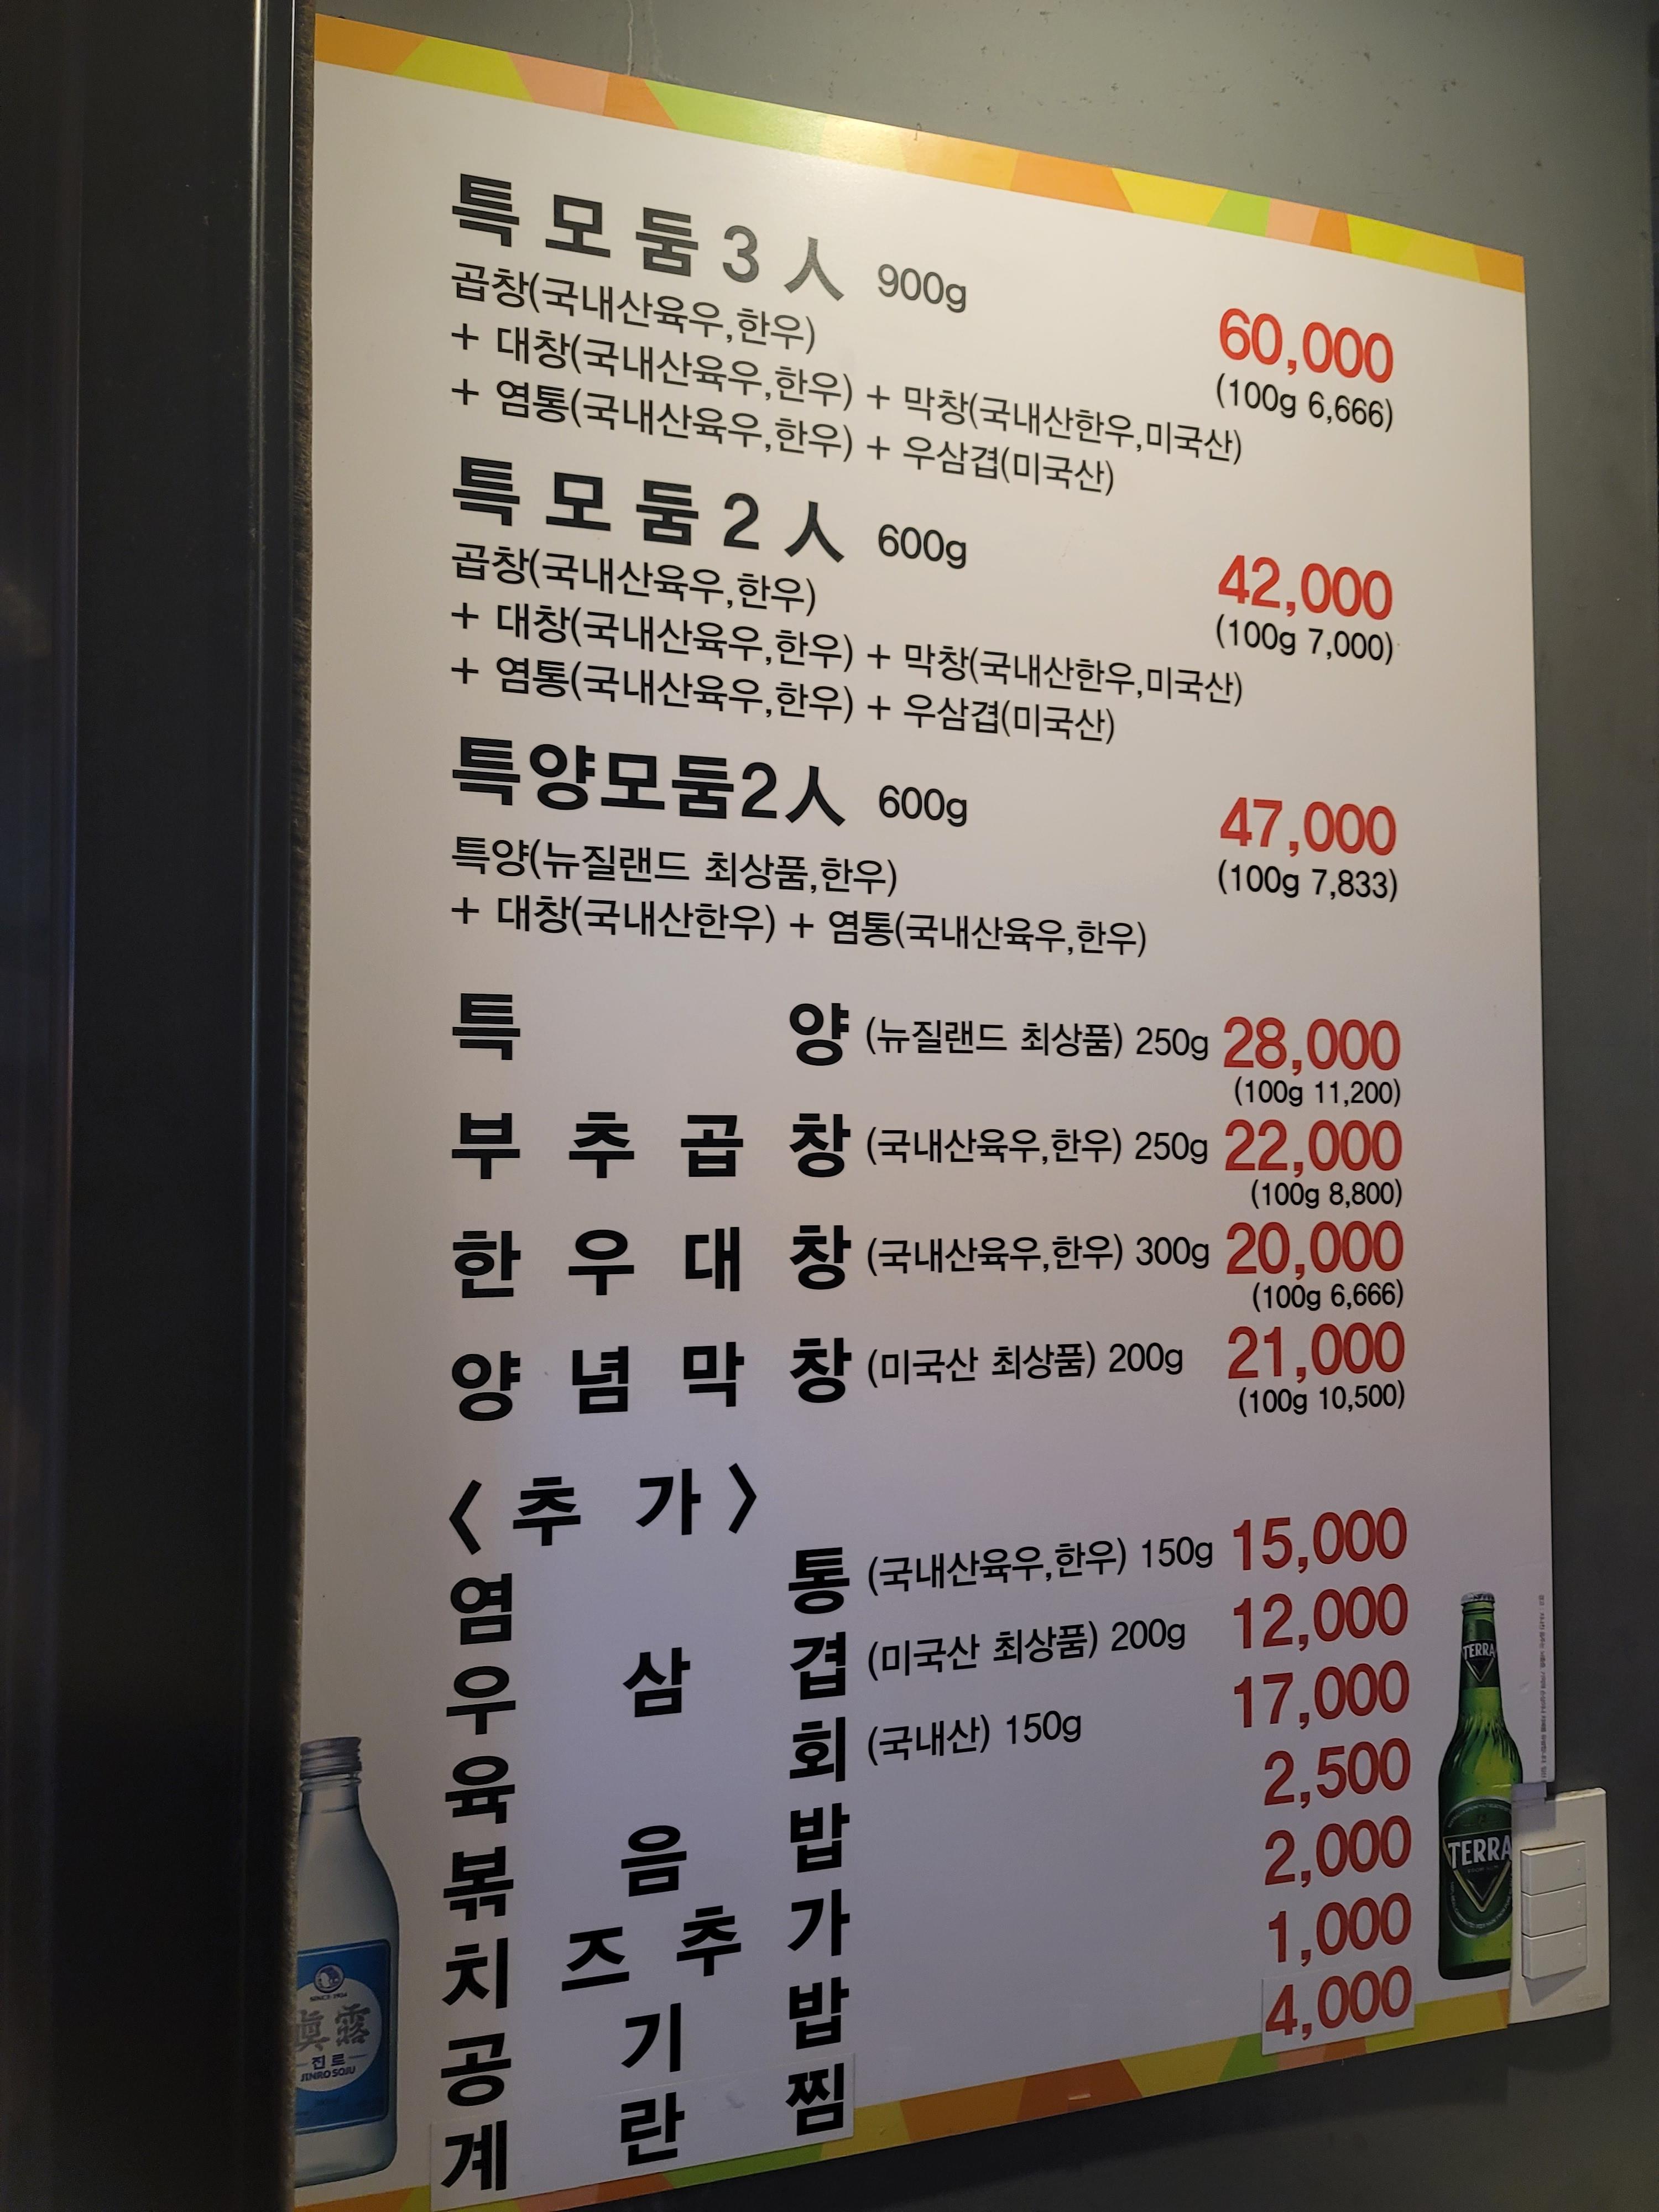 특모둠3人 900g
60,000
곱창(국내산육우,한우)
(100g 6,666)
+ 대창(국내산육우,한우) + 막창(국내산한우,미국산)
+ 염통(국내산육우,한우) + 우삼겹(미국산)
특모둠2人 600g
42,000
곱창(국내산육우,한우)
(100g 7,000)
+ 대창(국내산육우,한우) + 막창(국내산한우,미국산)
+ 염통(국내산육우,한우) + 우삼겹(미국산)
특양모둠2人 600g
47,000
특양(뉴질랜드 최상품,한우)
(100g 7,833)
+ 대창(국내산한우) + 염통(국내산육우,한우)
특양 (뉴질랜드 최상품) 250g 28,000
(100g 11,200)
부추곱창 (국내산육우,한우) 250g 22,000
(100g 8,800)
한우대창 (국내산육우,한우) 300g 20,000
(100g 6,666)
양념막창 (미국산 최상품) 200g 21,000
(100g 10,500)
<추가>
염통 (국내산육우,한우) 150g 15,000
우삼겹 (미국산 최상품) 200g 12,000
육회 (국내산) 150g 17,000
볶음밥 2,500
치즈추가 2,000
공기밥 1,000
계란찜 4,000
TERRA
TERRA
SINCE 1924
眞露
진로
JINRO SOJU